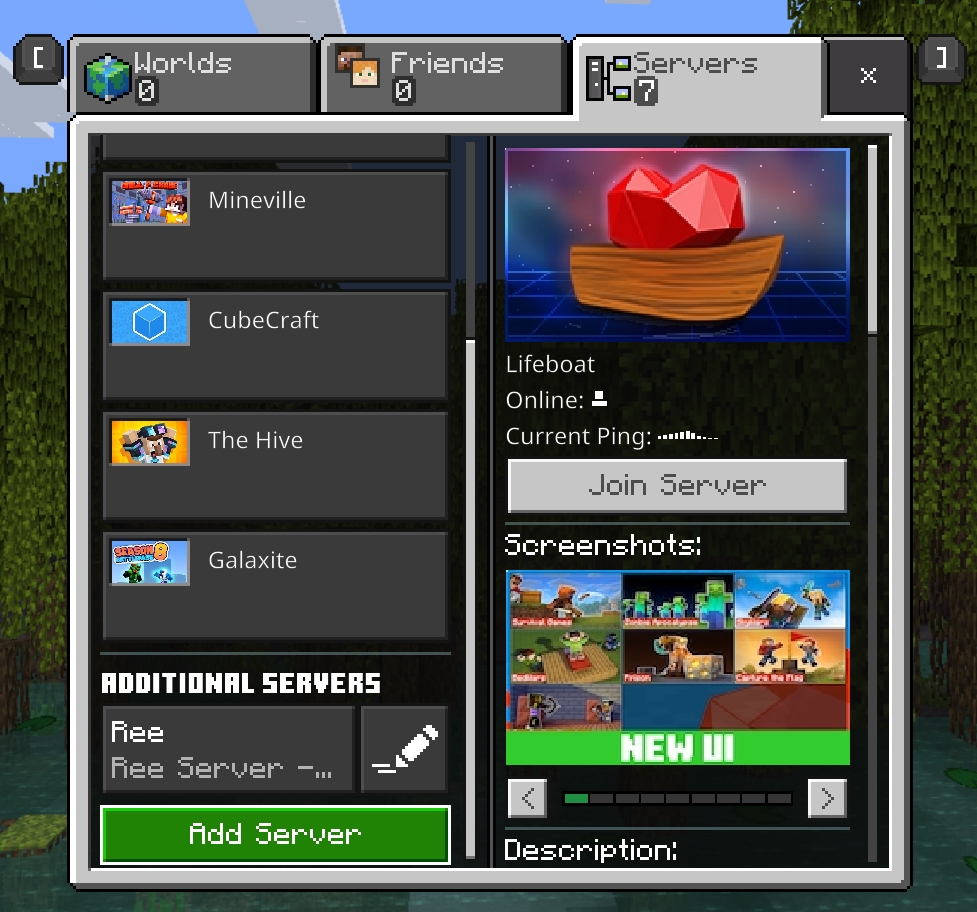 [
Worlds
0
Friends
0
Servers
7
×
]
Mineville
CubeCraft
The Hive
SEASON 8
Galaxite
ADDITIONAL SERVERS
Ree
Ree Server -...
Add Server
Lifeboat
Online:
Current Ping:
Join Server
Screenshots:
Survival Games
Zombie Apocalypse
SkyWars
BedWars
Prison
Capture the Flag
NEW UI
<
>
Description: